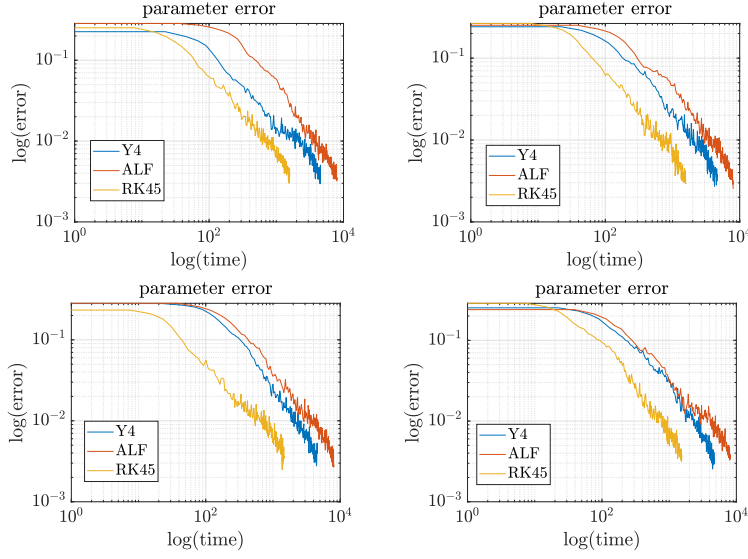 parameter error
10^-1
10^-2
10^-3
log(error)
Y4
ALF
RK45
10^0
10^2
10^4
log(time)
parameter error
10^-1
10^-2
10^-3
log(error)
Y4
ALF
RK45
10^0
10^2
10^4
log(time)
parameter error
10^-1
10^-2
10^-3
log(error)
Y4
ALF
RK45
10^0
10^2
10^4
log(time)
parameter error
10^-1
10^-2
10^-3
log(error)
Y4
ALF
RK45
10^0
10^2
10^4
log(time)